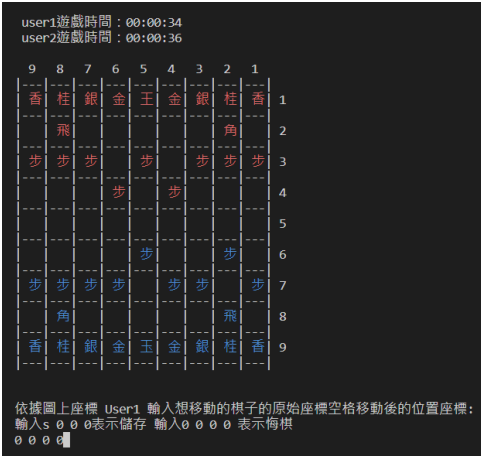 user1遊戲時間：00:00:34
user2遊戲時間：00:00:36
9 8 7 6 5 4 3 2 1
|---|---|---|---|---|---|---|---|---|
| 香| 桂| 銀| 金| 王| 金| 銀| 桂| 香| 1
|---|---|---|---|---|---|---|---|---|
|   | 飛|   |   |   |   |   | 角|   | 2
|---|---|---|---|---|---|---|---|---|
| 步| 步| 步|   | 步|   | 步| 步| 步| 3
|---|---|---|---|---|---|---|---|---|
|   |   |   | 步|   | 步|   |   |   | 4
|---|---|---|---|---|---|---|---|---|
|   |   |   |   |   |   |   |   |   | 5
|---|---|---|---|---|---|---|---|---|
|   |   |   |   | 步|   |   | 步|   | 6
|---|---|---|---|---|---|---|---|---|
| 步| 步| 步| 步|   | 步| 步|   | 步| 7
|---|---|---|---|---|---|---|---|---|
|   | 角|   |   |   |   |   | 飛|   | 8
|---|---|---|---|---|---|---|---|---|
| 香| 桂| 銀| 金| 玉| 金| 銀| 桂| 香| 9
|---|---|---|---|---|---|---|---|---|
依據圖上座標 User1 輸入想移動的棋子的原始座標空格移動後的位置座標:
輸入s 0 0 0表示儲存 輸入0 0 0 0 表示悔棋
0 0 0 0